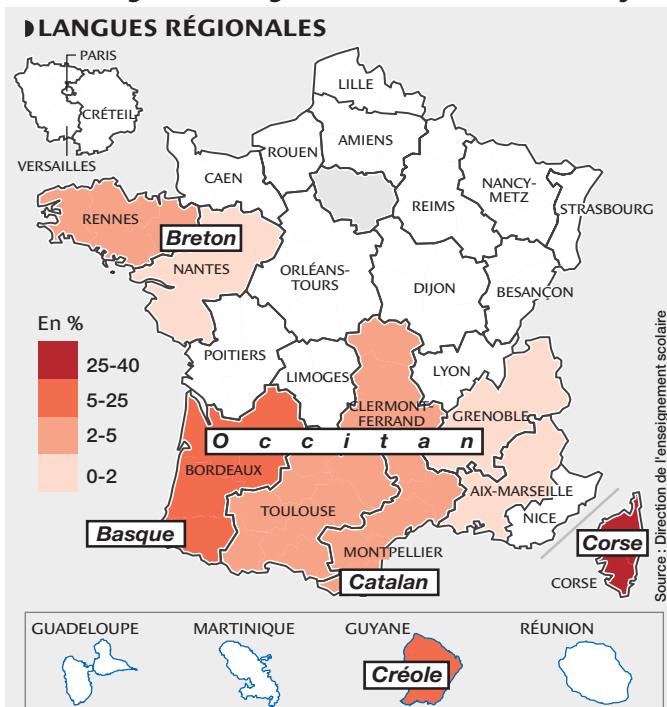 LANGUES RÉGIONALES
PARIS
CRÉTEIL
VERSAILLES
LILLE
AMIENS
ROUEN
CAEN
REIMS
NANCY-
METZ
STRASBOURG
RENNES
Breton
NANTES
ORLÉANS-
TOURS
DIJON
BESANÇON
En %
25-40
5-25
2-5
0-2
POITIERS
LIMOGES
LYON
CLERMONT-
FERRAND
GRENOBLE
Occitan
BORDEAUX
AIX-MARSEILLE
TOULOUSE
NICE
Basque
MONTPELLIER
Catalan
Corse
CORSE
Source : Direction de l'enseignement scolaire
GUADELOUPE
MARTINIQUE
GUYANE
RÉUNION
Créole